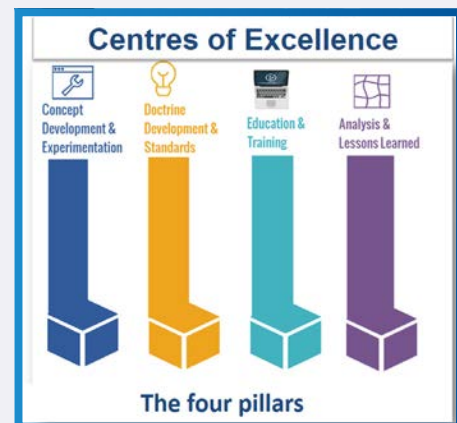 Centres of Excellence
Concept
Development &
Experimentation
Doctrine
Development &
Standards
Education &
Training
Analysis &
Lessons Learned
The four pillars